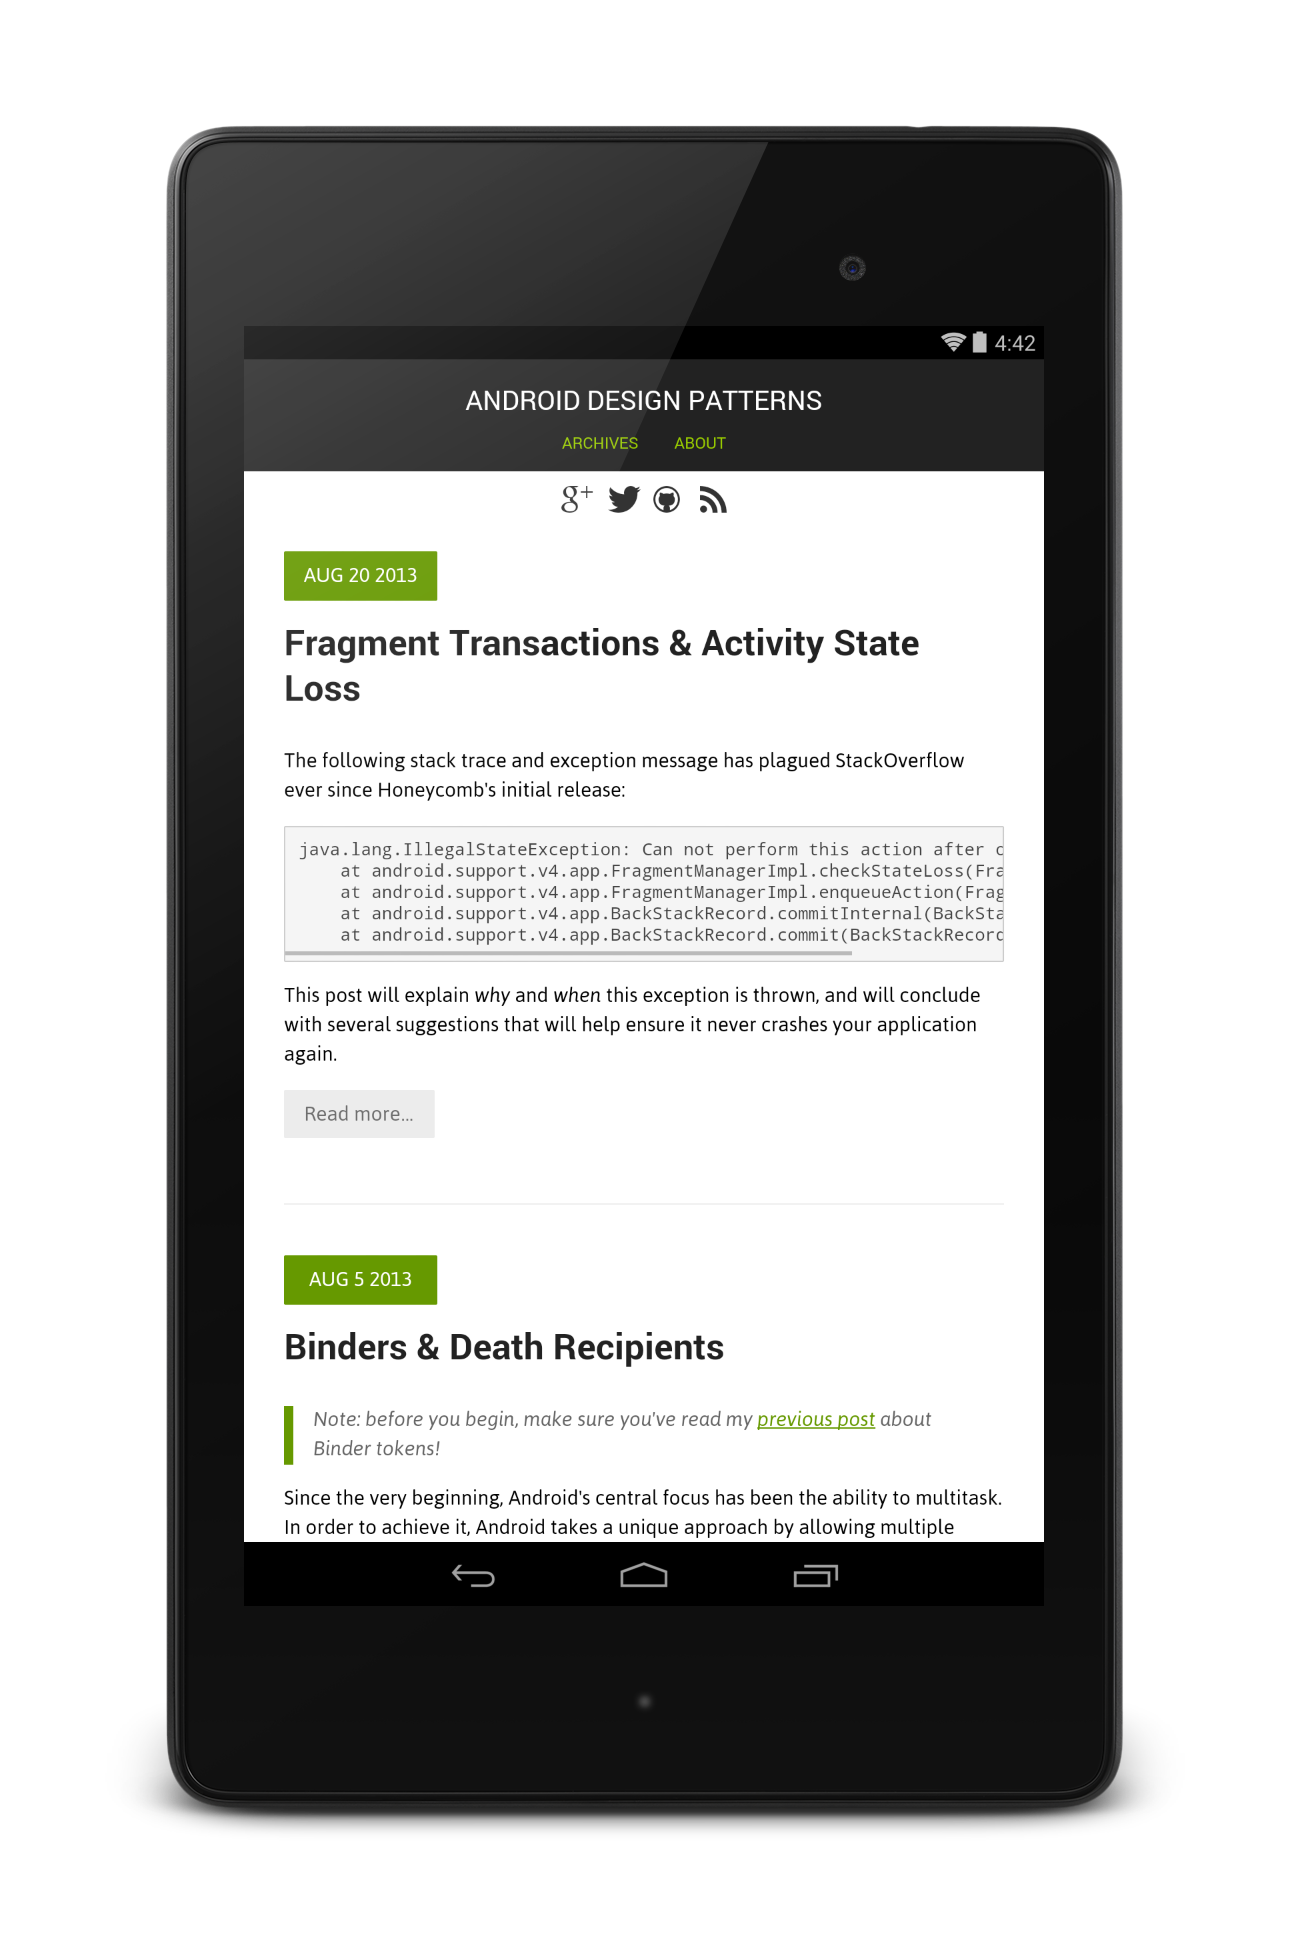 4:42
ANDROID DESIGN PATTERNS
ARCHIVES ABOUT
g+
AUG 20 2013
Fragment Transactions & Activity State
Loss
The following stack trace and exception message has plagued StackOverflow
ever since Honeycomb's initial release:
java.lang.IllegalStateException: Can not perform this action after
at android.support.v4.app.FragmentManagerImpl.checkStateLoss(Fra
at android.support.v4.app.FragmentManagerImpl.enqueueAction(Frag
at android.support.v4.app.BackStackRecord.commitInternal(BackSta
at android.support.v4.app.BackStackRecord.commit(BackStackRecord
This post will explain why and when this exception is thrown, and will conclude
with several suggestions that will help ensure it never crashes your application
again.
Read more...
AUG 5 2013
Binders & Death Recipients
Note: before you begin, make sure you've read my previous post about
Binder tokens!
Since the very beginning, Android's central focus has been the ability to multitask.
In order to achieve it, Android takes a unique approach by allowing multiple